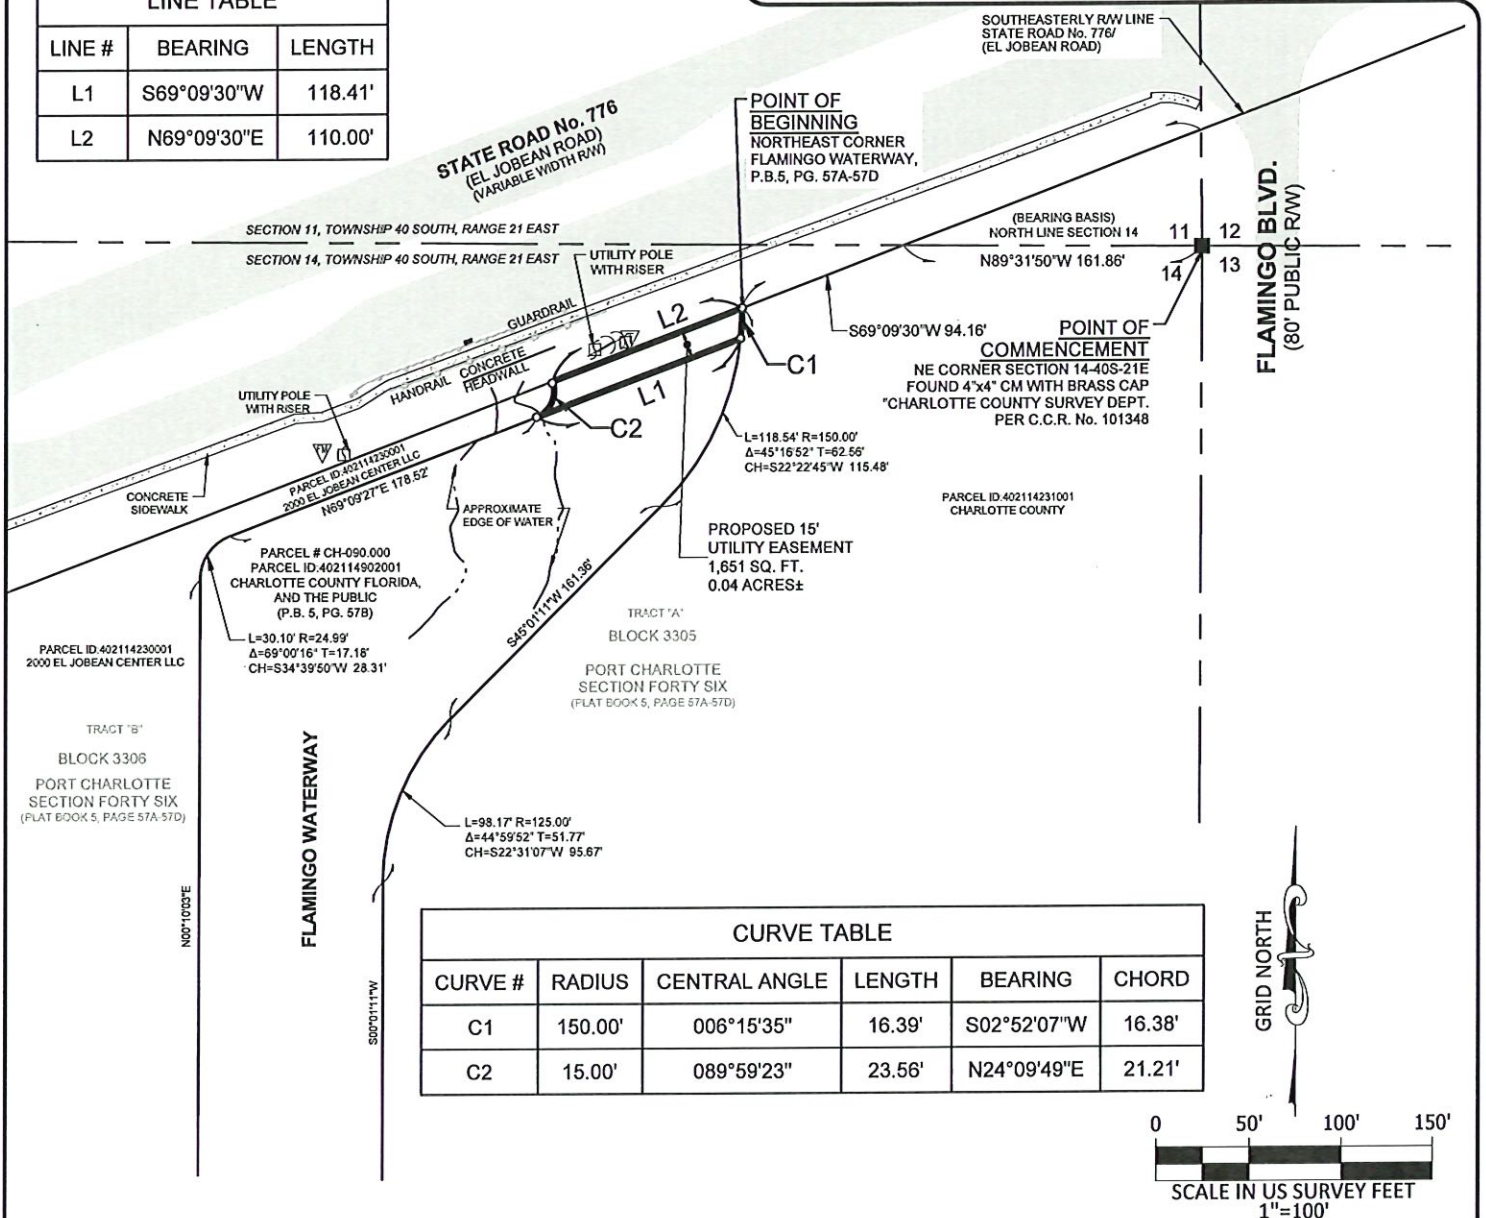 LINE TABLE
LINE # BEARING LENGTH
L1 S69°09'30"W 118.41'
L2 N69°09'30"E 110.00'
SOUTHEASTERLY R/W LINE
STATE ROAD No. 776/
(EL JOBEAN ROAD)
STATE ROAD No. 776
(EL JOBEAN ROAD)
(VARIABLE WIDTH R/W)
POINT OF
BEGINNING
NORTHEAST CORNER
FLAMINGO WATERWAY,
P.B.5, PG. 57A-57D
FLAMINGO BLVD.
(80' PUBLIC R/W)
SECTION 11, TOWNSHIP 40 SOUTH, RANGE 21 EAST
SECTION 14, TOWNSHIP 40 SOUTH, RANGE 21 EAST
(BEARING BASIS)
NORTH LINE SECTION 14
N89°31'50"W 161.86'
11 12
14 13
UTILITY POLE
WITH RISER
GUARDRAIL
L2
S69°09'30"W 94.16'
POINT OF
COMMENCEMENT
NE CORNER SECTION 14-40S-21E
FOUND 4"x4" CM WITH BRASS CAP
"CHARLOTTE COUNTY SURVEY DEPT.
PER C.C.R. No. 101348
C1
L1
C2
HANDRAIL
CONCRETE
HEADWALL
UTILITY POLE
WITH RISER
L=118.54' R=150.00'
Δ=45°16'52" T=62.56'
CH=S22°22'45"W 115.48'
CONCRETE
SIDEWALK
PARCEL ID:402114230001
2000 EL JOBEAN CENTER LLC
N69°09'27"E 178.52'
APPROXIMATE
EDGE OF WATER
PARCEL ID.402114231001
CHARLOTTE COUNTY
PROPOSED 15'
UTILITY EASEMENT
1,651 SQ. FT.
0.04 ACRES±
PARCEL # CH-090.000
PARCEL ID:402114902001
CHARLOTTE COUNTY FLORIDA,
AND THE PUBLIC
(P.B. 5, PG. 57B)
S45°01'11"W 161.36'
L=30.10' R=24.99'
Δ=69°00'16" T=17.18'
CH=S34°39'50"W 28.31'
PARCEL ID:402114230001
2000 EL JOBEAN CENTER LLC
TRACT "A"
BLOCK 3305
PORT CHARLOTTE
SECTION FORTY SIX
(PLAT BOOK 5, PAGE 57A-57D)
TRACT "B"
BLOCK 3306
PORT CHARLOTTE
SECTION FORTY SIX
(PLAT BOOK 5, PAGE 57A-57D)
FLAMINGO WATERWAY
L=98.17' R=125.00'
Δ=44°59'52" T=51.77'
CH=S22°31'07"W 95.67'
N00°10'03"E
S00°01'11"W
CURVE TABLE
CURVE # RADIUS CENTRAL ANGLE LENGTH BEARING CHORD
C1 150.00' 006°15'35" 16.39' S02°52'07"W 16.38'
C2 15.00' 089°59'23" 23.56' N24°09'49"E 21.21'
GRID NORTH
0 50' 100' 150'
SCALE IN US SURVEY FEET
1"=100'